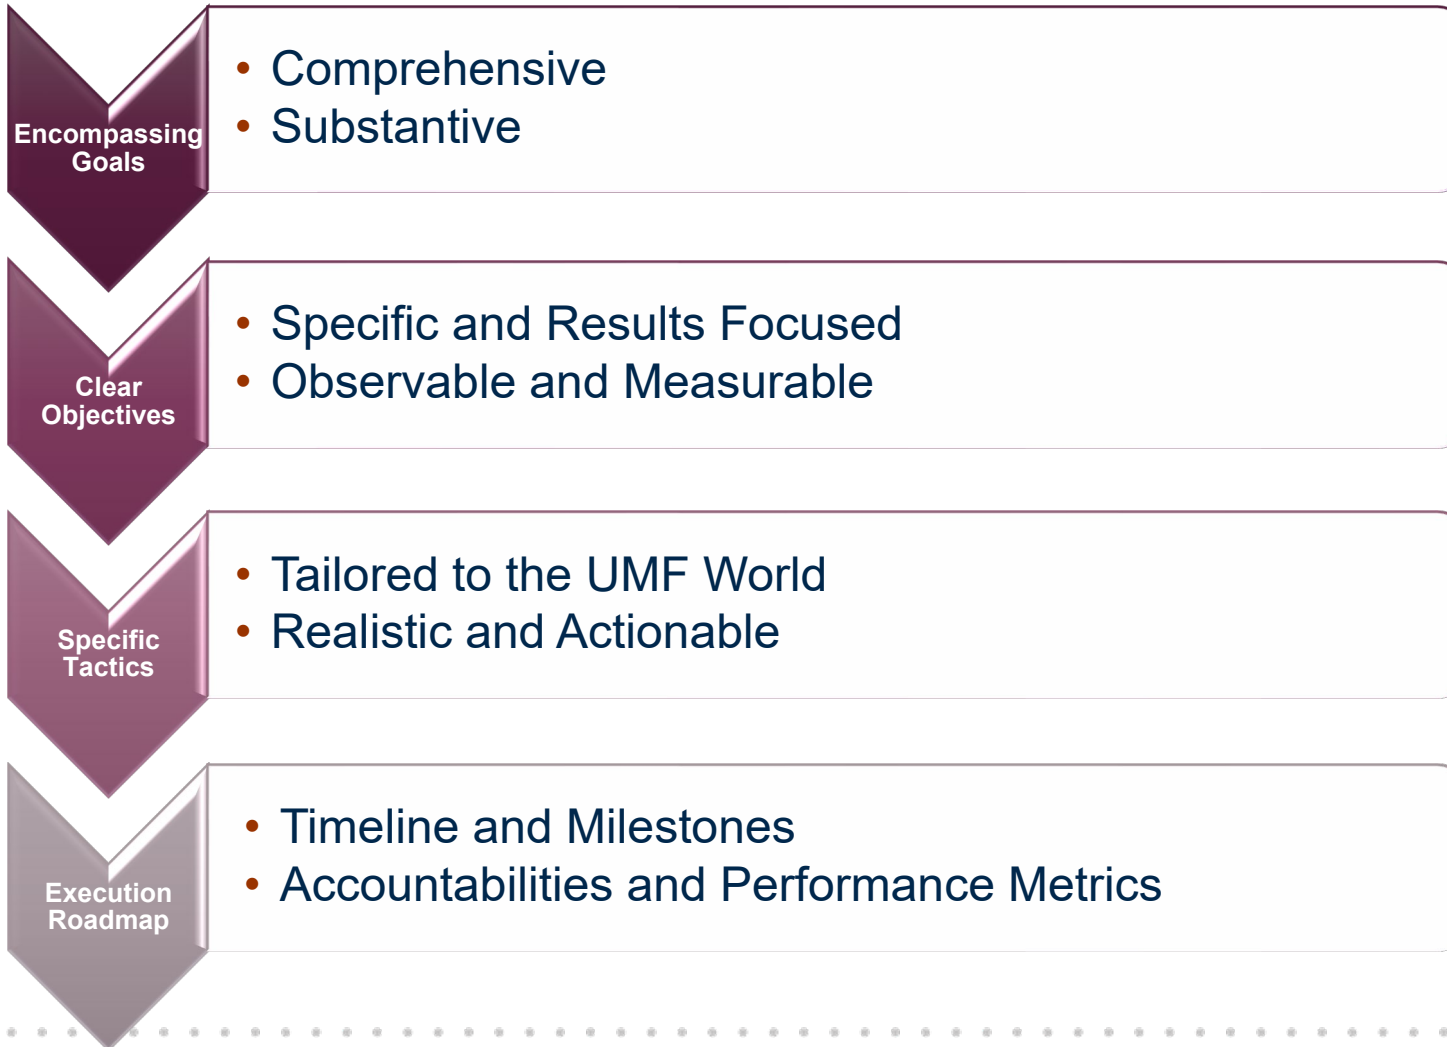 Encompassing
Goals
• Comprehensive
• Substantive
Clear
Objectives
• Specific and Results Focused
• Observable and Measurable
Specific
Tactics
• Tailored to the UMF World
• Realistic and Actionable
Execution
Roadmap
• Timeline and Milestones
• Accountabilities and Performance Metrics